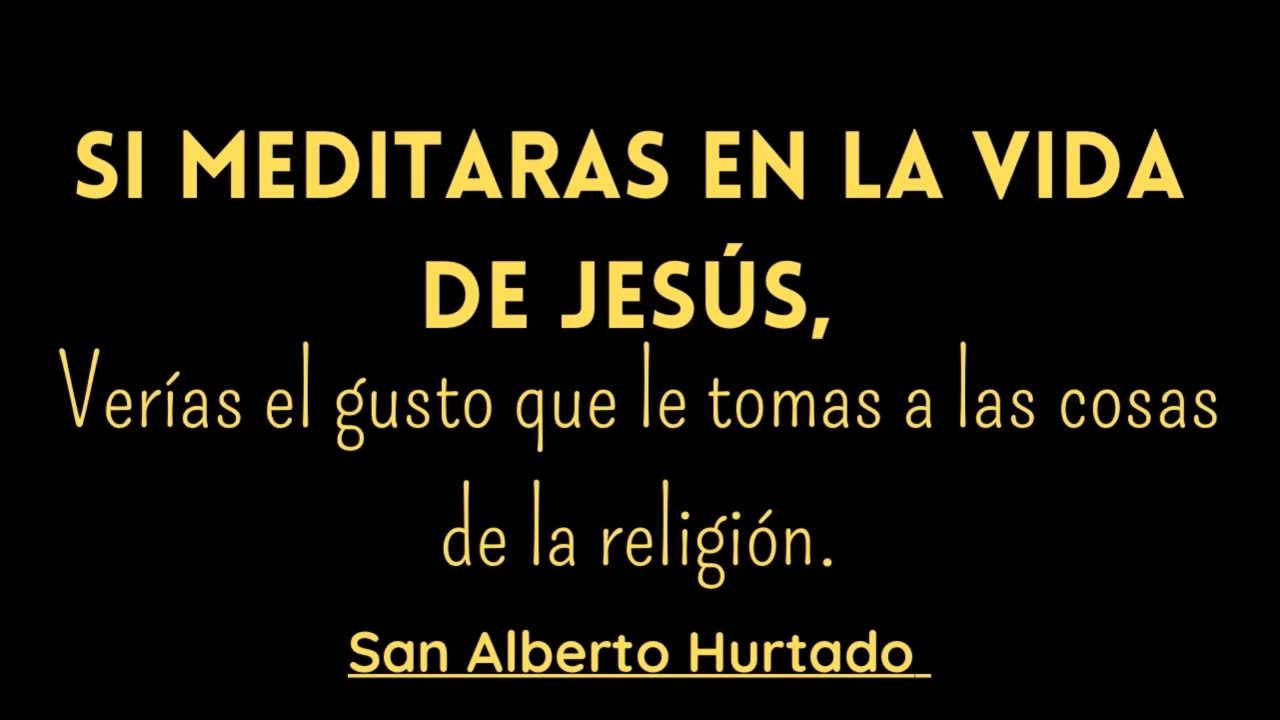 SI MEDITARAS EN LA VIDA
DE JESÚS,
Verías el gusto que le tomas a las cosas
de la religión.
San Alberto Hurtado